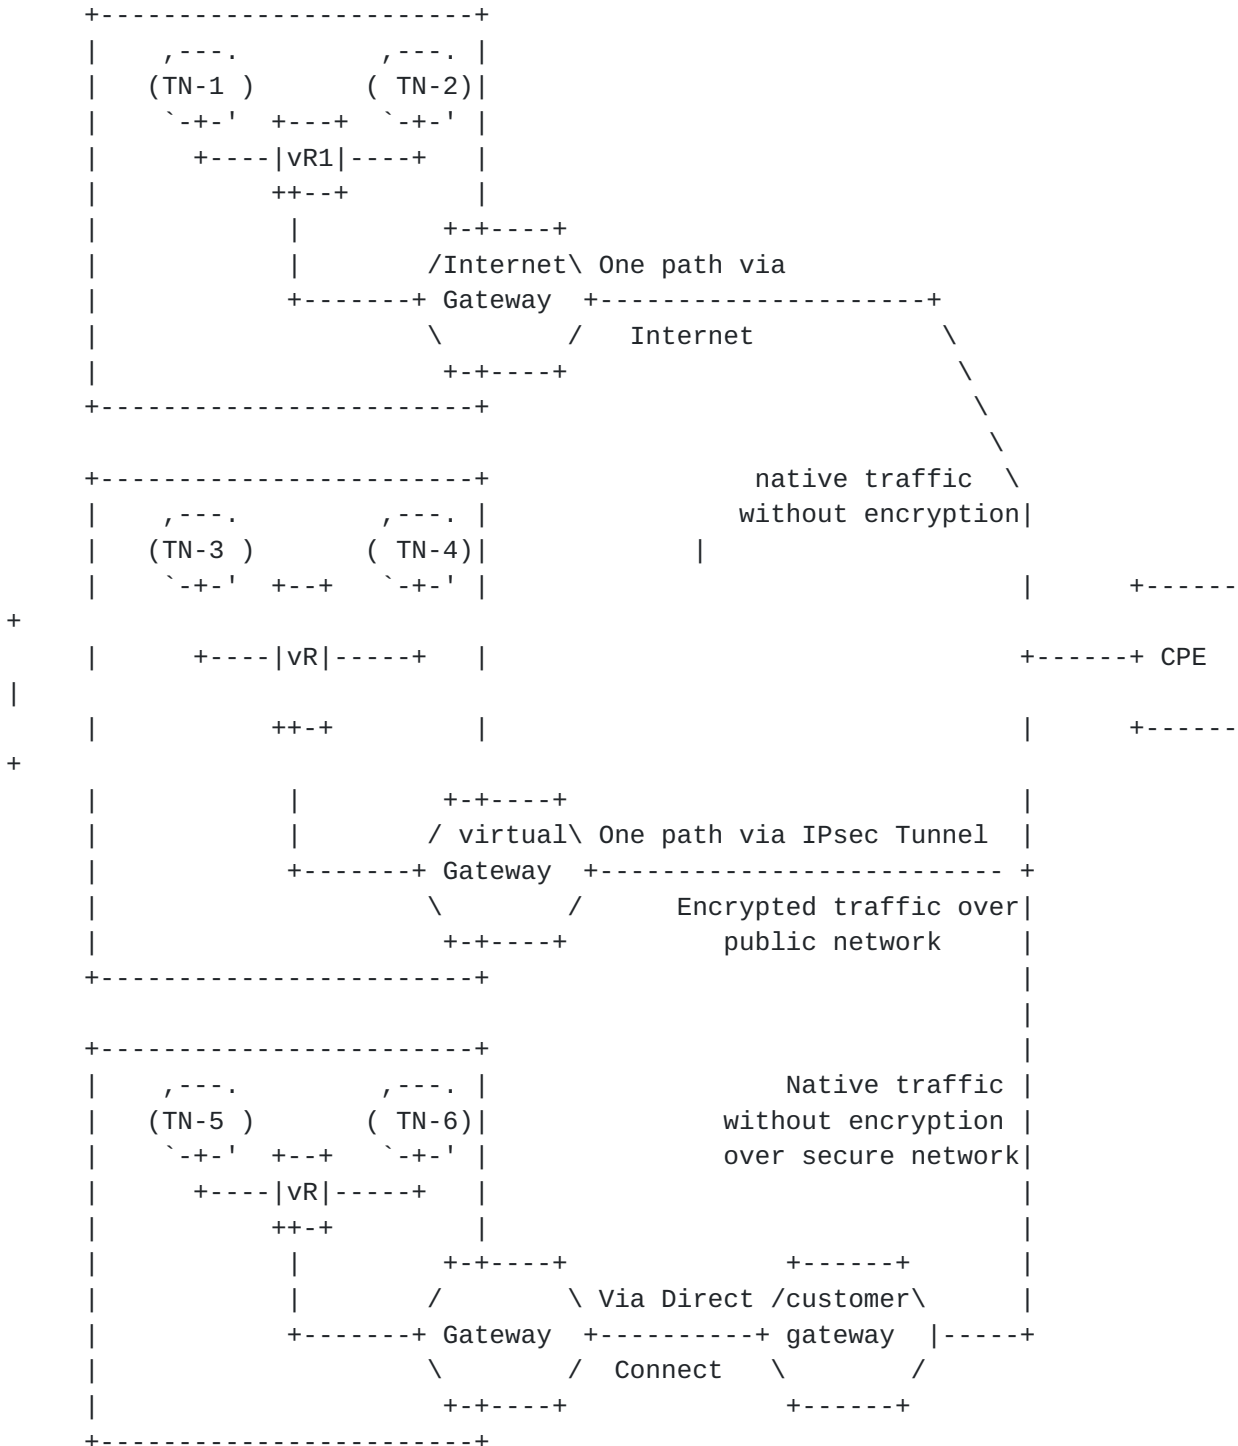 +------------------------+
|    ,---.         ,---. |
|   (TN-1 )       ( TN-2)|
|    `-+-'  +---+  `-+-' |
|      +----|vR1|----+   |
|           ++--+        |
|            |         +-+----+
|            |        /Internet\ One path via
|            +-------+ Gateway  +---------------------+
|                     \        /   Internet            \
|                      +-+----+                         \
+------------------------+                               \
\
+------------------------+                 native traffic  \
|    ,---.         ,---. |                without encryption|
|   (TN-3 )       ( TN-4)|             |
|    `-+-'  +--+   `-+-' |                                  |      +------
+
|      +----|vR|-----+   |                                  +------+ CPE
|
|           ++-+         |                                  |      +------
+
|            |         +-+----+                             |
|            |        / virtual\ One path via IPsec Tunnel  |
|            +-------+ Gateway  +-------------------------- +
|                     \        /      Encrypted traffic over|
|                      +-+----+          public network     |
+------------------------+                                  |
|
+------------------------+                                  |
|    ,---.         ,---. |                   Native traffic |
|   (TN-5 )       ( TN-6)|               without encryption |
|    `-+-'  +--+   `-+-' |               over secure network|
|      +----|vR|-----+   |                                  |
|           ++-+         |                                  |
|            |         +-+----+              +------+       |
|            |        /        \ Via Direct /customer\      |
|            +-------+ Gateway  +----------+ gateway  |-----+
|                     \        /  Connect   \        /
|                      +-+----+              +------+
+------------------------+